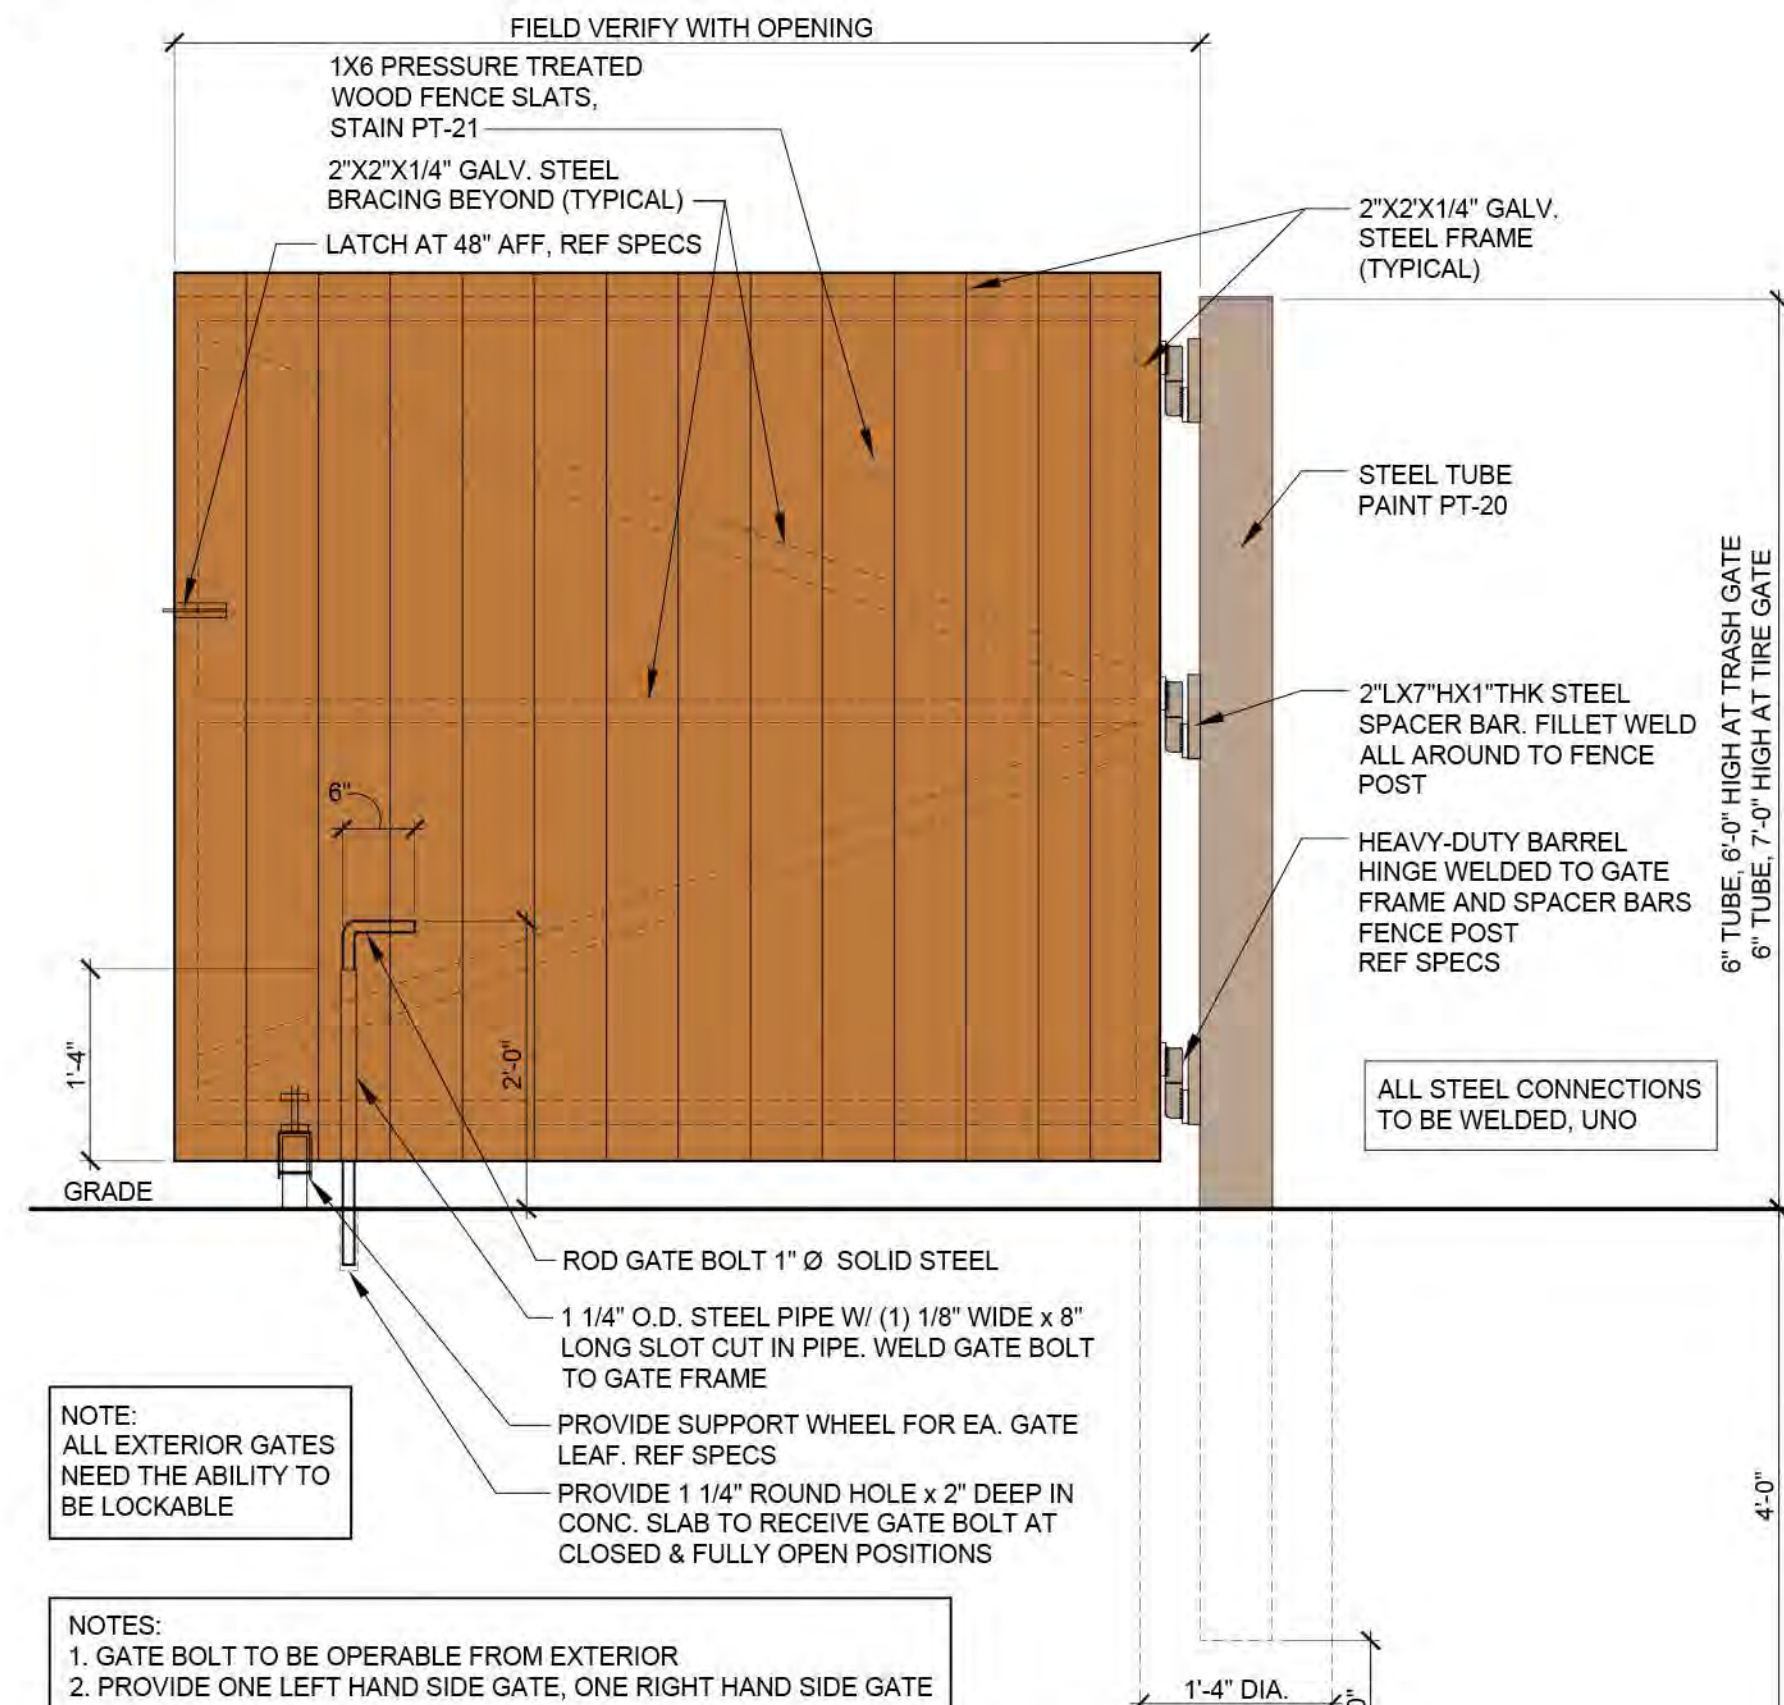 FIELD VERIFY WITH OPENING
1X6 PRESSURE TREATED
WOOD FENCE SLATS,
STAIN PT-21
2"X2"X1/4" GALV. STEEL
BRACING BEYOND (TYPICAL)
LATCH AT 48" AFF, REF SPECS
2"X2'X1/4" GALV.
STEEL FRAME
(TYPICAL)
STEEL TUBE
PAINT PT-20
6" TUBE, 6'-0" HIGH AT TRASH GATE
6" TUBE, 7'-0" HIGH AT TIRE GATE
2"LX7"HX1"THK STEEL
SPACER BAR. FILLET WELD
ALL AROUND TO FENCE
POST
6"
HEAVY-DUTY BARREL
HINGE WELDED TO GATE
FRAME AND SPACER BARS
FENCE POST
REF SPECS
1'-4"
2'-0"
ALL STEEL CONNECTIONS
TO BE WELDED, UNO
GRADE
ROD GATE BOLT 1" Ø SOLID STEEL
1 1/4" O.D. STEEL PIPE W/ (1) 1/8" WIDE x 8"
LONG SLOT CUT IN PIPE. WELD GATE BOLT
TO GATE FRAME
PROVIDE SUPPORT WHEEL FOR EA. GATE
LEAF. REF SPECS
PROVIDE 1 1/4" ROUND HOLE x 2" DEEP IN
CONC. SLAB TO RECEIVE GATE BOLT AT
CLOSED & FULLY OPEN POSITIONS
NOTE:
ALL EXTERIOR GATES
NEED THE ABILITY TO
BE LOCKABLE
4'-0"
NOTES:
1. GATE BOLT TO BE OPERABLE FROM EXTERIOR
2. PROVIDE ONE LEFT HAND SIDE GATE, ONE RIGHT HAND SIDE GATE
1'-4" DIA.